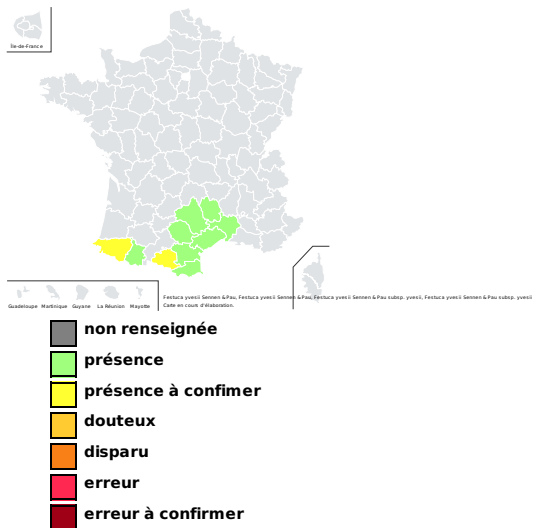 Île-de-France
Guadeloupe Martinique Guyane La Réunion Mayotte
Festuca yvesii Sennen & Pau, Festuca yvesii Sennen & Pau, Festuca yvesii Sennen & Pau subsp. yvesii, Festuca yvesii Sennen & Pau subsp. yvesii
Carte en cours d'élaboration.
non renseignée
présence
présence à confimer
douteux
disparu
erreur
erreur à confirmer